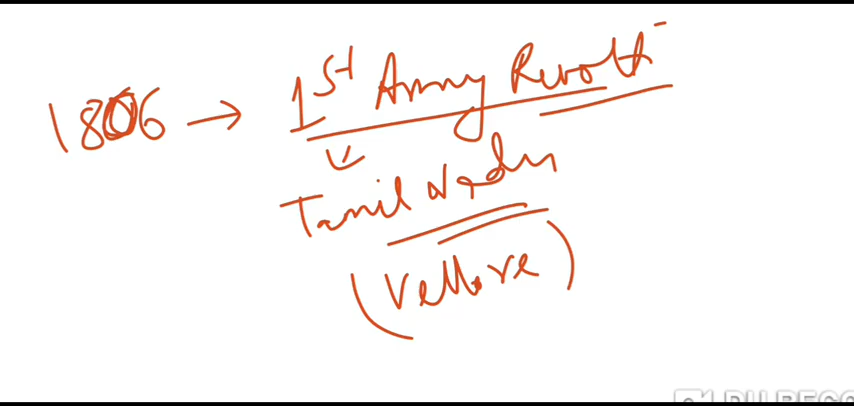 1806 → 1st Army Revolt
Tamil Nadu
(Vellore)